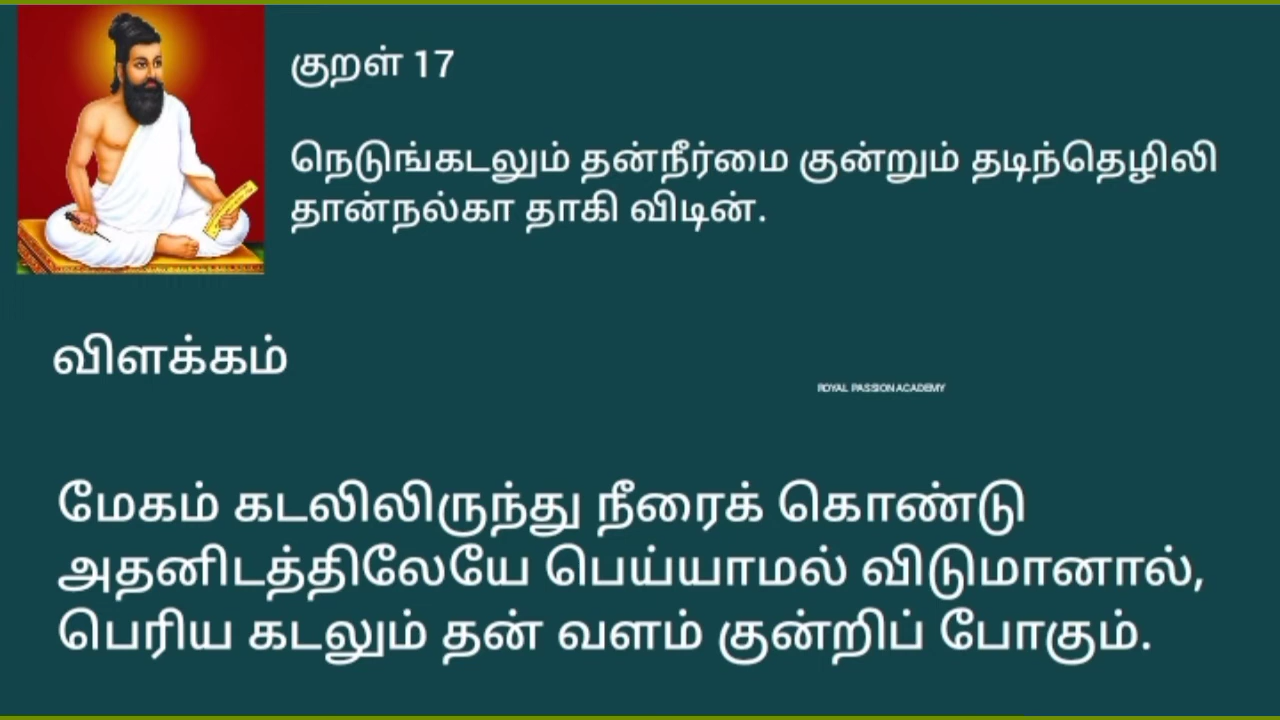 குறள் 17
நெடுங்கடலும் தன்நீர்மை குன்றும் தடிந்தெழிலி
தான்நல்கா தாகி விடின்.
விளக்கம்
ROYAL PASSION ACADEMY
மேகம் கடலிலிருந்து நீரைக் கொண்டு
அதனிடத்திலேயே பெய்யாமல் விடுமானால்,
பெரிய கடலும் தன் வளம் குன்றிப் போகும்.